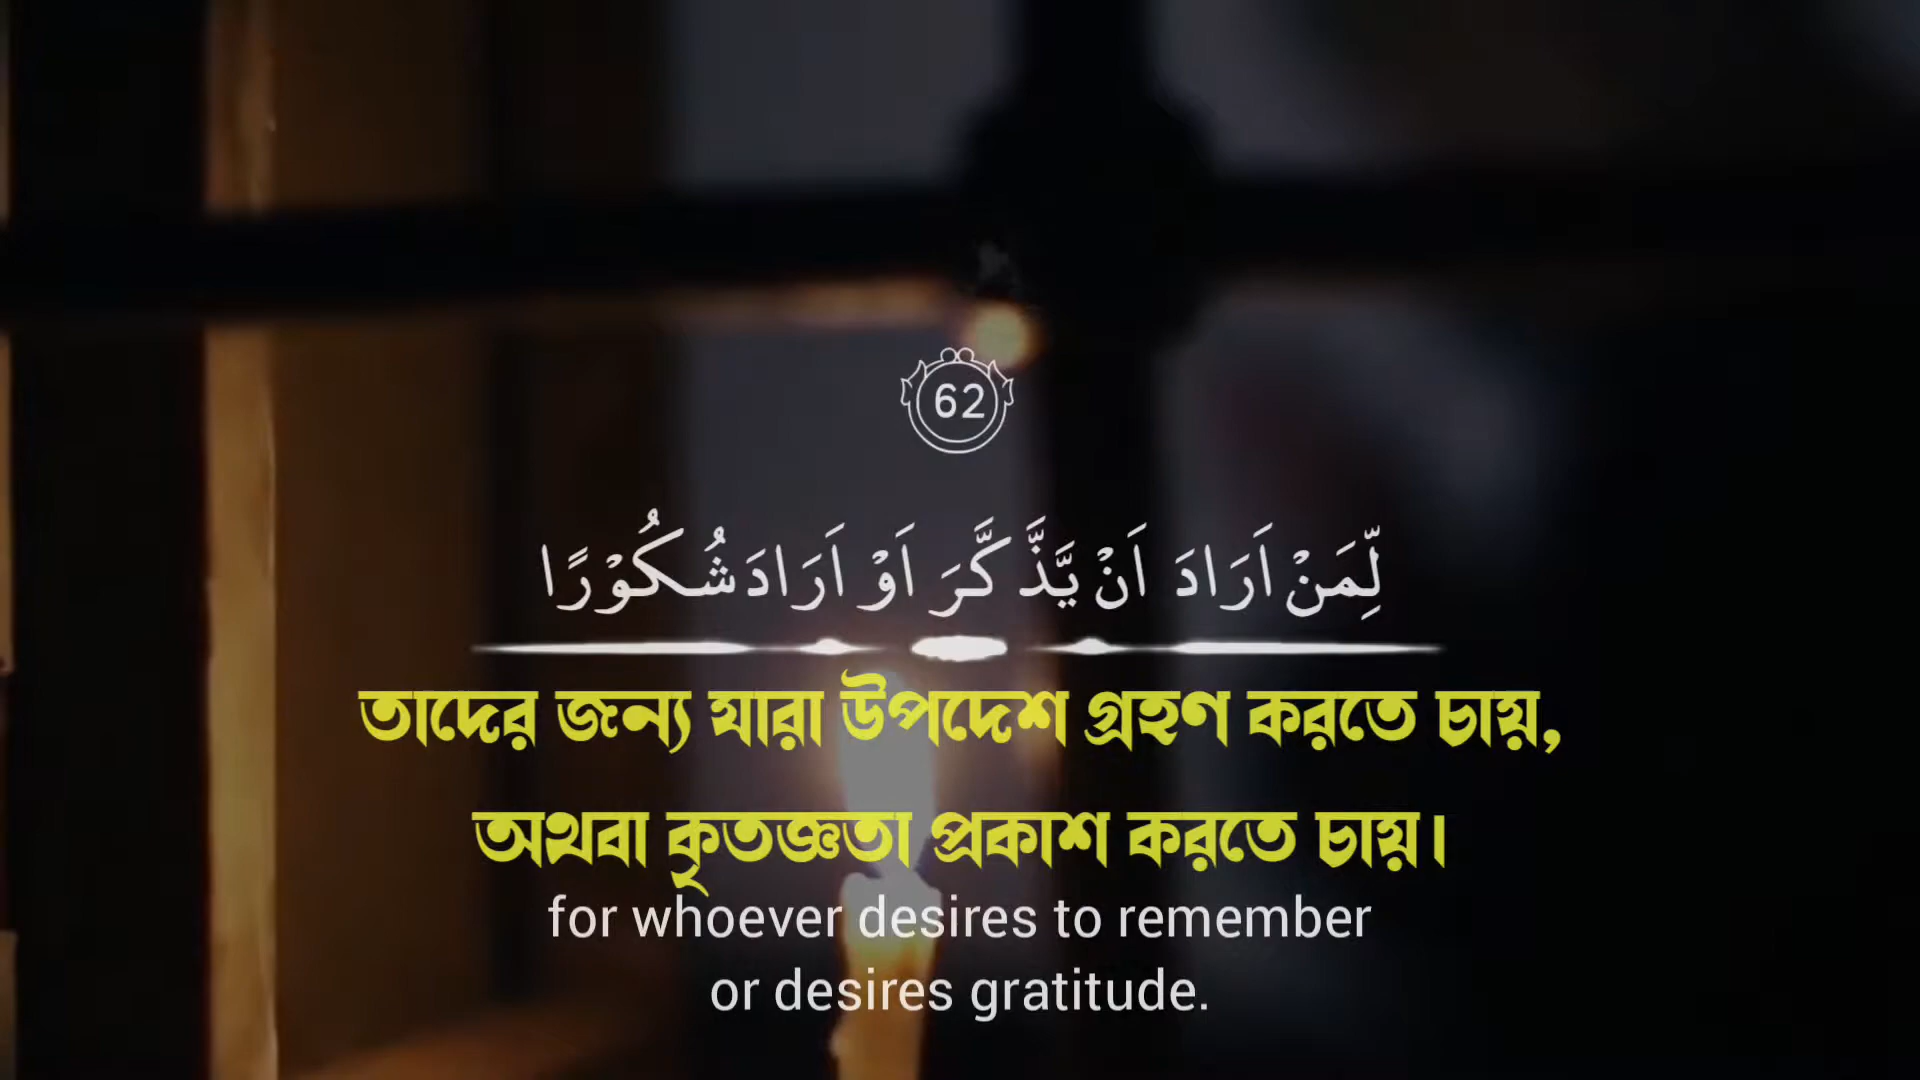 62
لِّمَنْ اَرَادَ اَنْ يَّذَّكَّرَ اَوْ اَرَادَ شُكُوْرًا
তাদের জন্য যারা উপদেশ গ্রহণ করতে চায়,
অথবা কৃতজ্ঞতা প্রকাশ করতে চায়।
for whoever desires to remember
or desires gratitude.